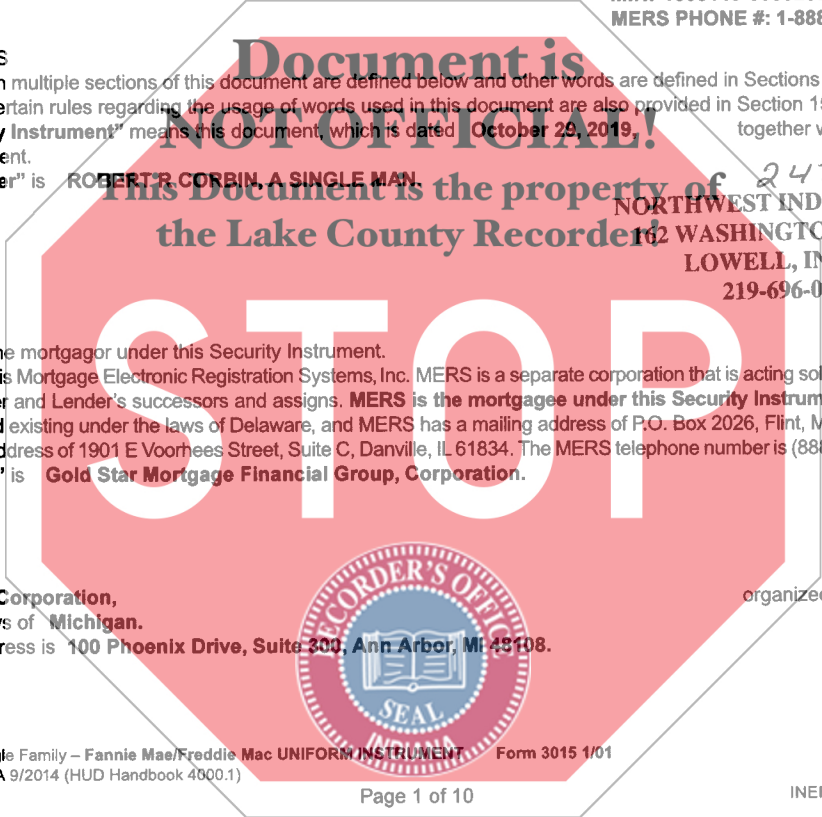 MERS PHONE #: 1-888
S
n multiple sections of this document are defined below and other words are defined in Sections
ertain rules regarding the usage of words used in this document are also provided in Section 15
y Instrument" means this document, which is dated October 29, 2019, together w
ent.
er" is ROBERT R CORBIN, A SINGLE MAN.
Document is
NOT OFFICIAL!
This Document is the property of
the Lake County Recorder!
247
NORTHWEST IND
162 WASHINGTO
LOWELL, IN
219-696-0
STOP
he mortgagor under this Security Instrument.
is Mortgage Electronic Registration Systems, Inc. MERS is a separate corporation that is acting sol
r and Lender's successors and assigns. MERS is the mortgagee under this Security Instrum
d existing under the laws of Delaware, and MERS has a mailing address of P.O. Box 2026, Flint, M
ddress of 1901 E Voorhees Street, Suite C, Danville, IL 61834. The MERS telephone number is (888
" is Gold Star Mortgage Financial Group, Corporation.
Corporation, organized
s of Michigan.
ress is 100 Phoenix Drive, Suite 300, Ann Arbor, MI 48108.
RECORDER'S OFFICE
SEAL
INDIANA
gle Family – Fannie Mae/Freddie Mac UNIFORM INSTRUMENT Form 3015 1/01
A 9/2014 (HUD Handbook 4000.1)
Page 1 of 10
INE